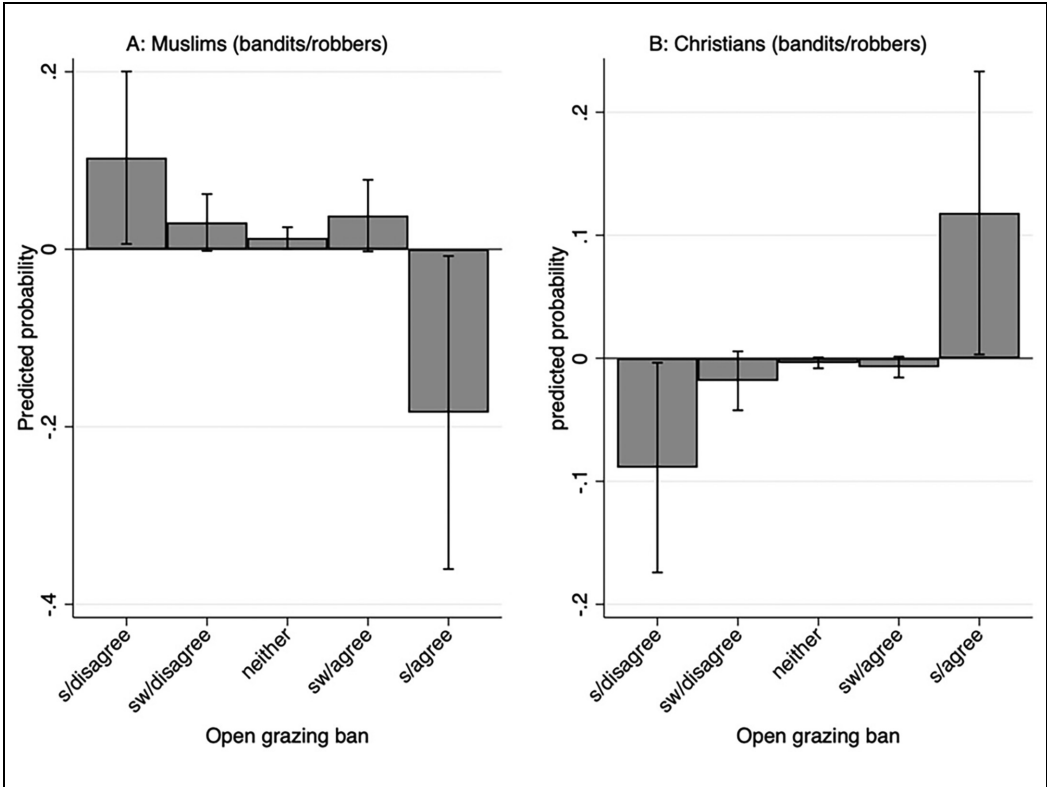 A: Muslims (bandits/robbers)
Predicted probability
.2
0
-.2
-.4
s/disagree
sw/disagree
neither
sw/agree
s/agree
Open grazing ban
B: Christians (bandits/robbers)
predicted probability
.2
.1
0
-.1
-.2
s/disagree
sw/disagree
neither
sw/agree
s/agree
Open grazing ban